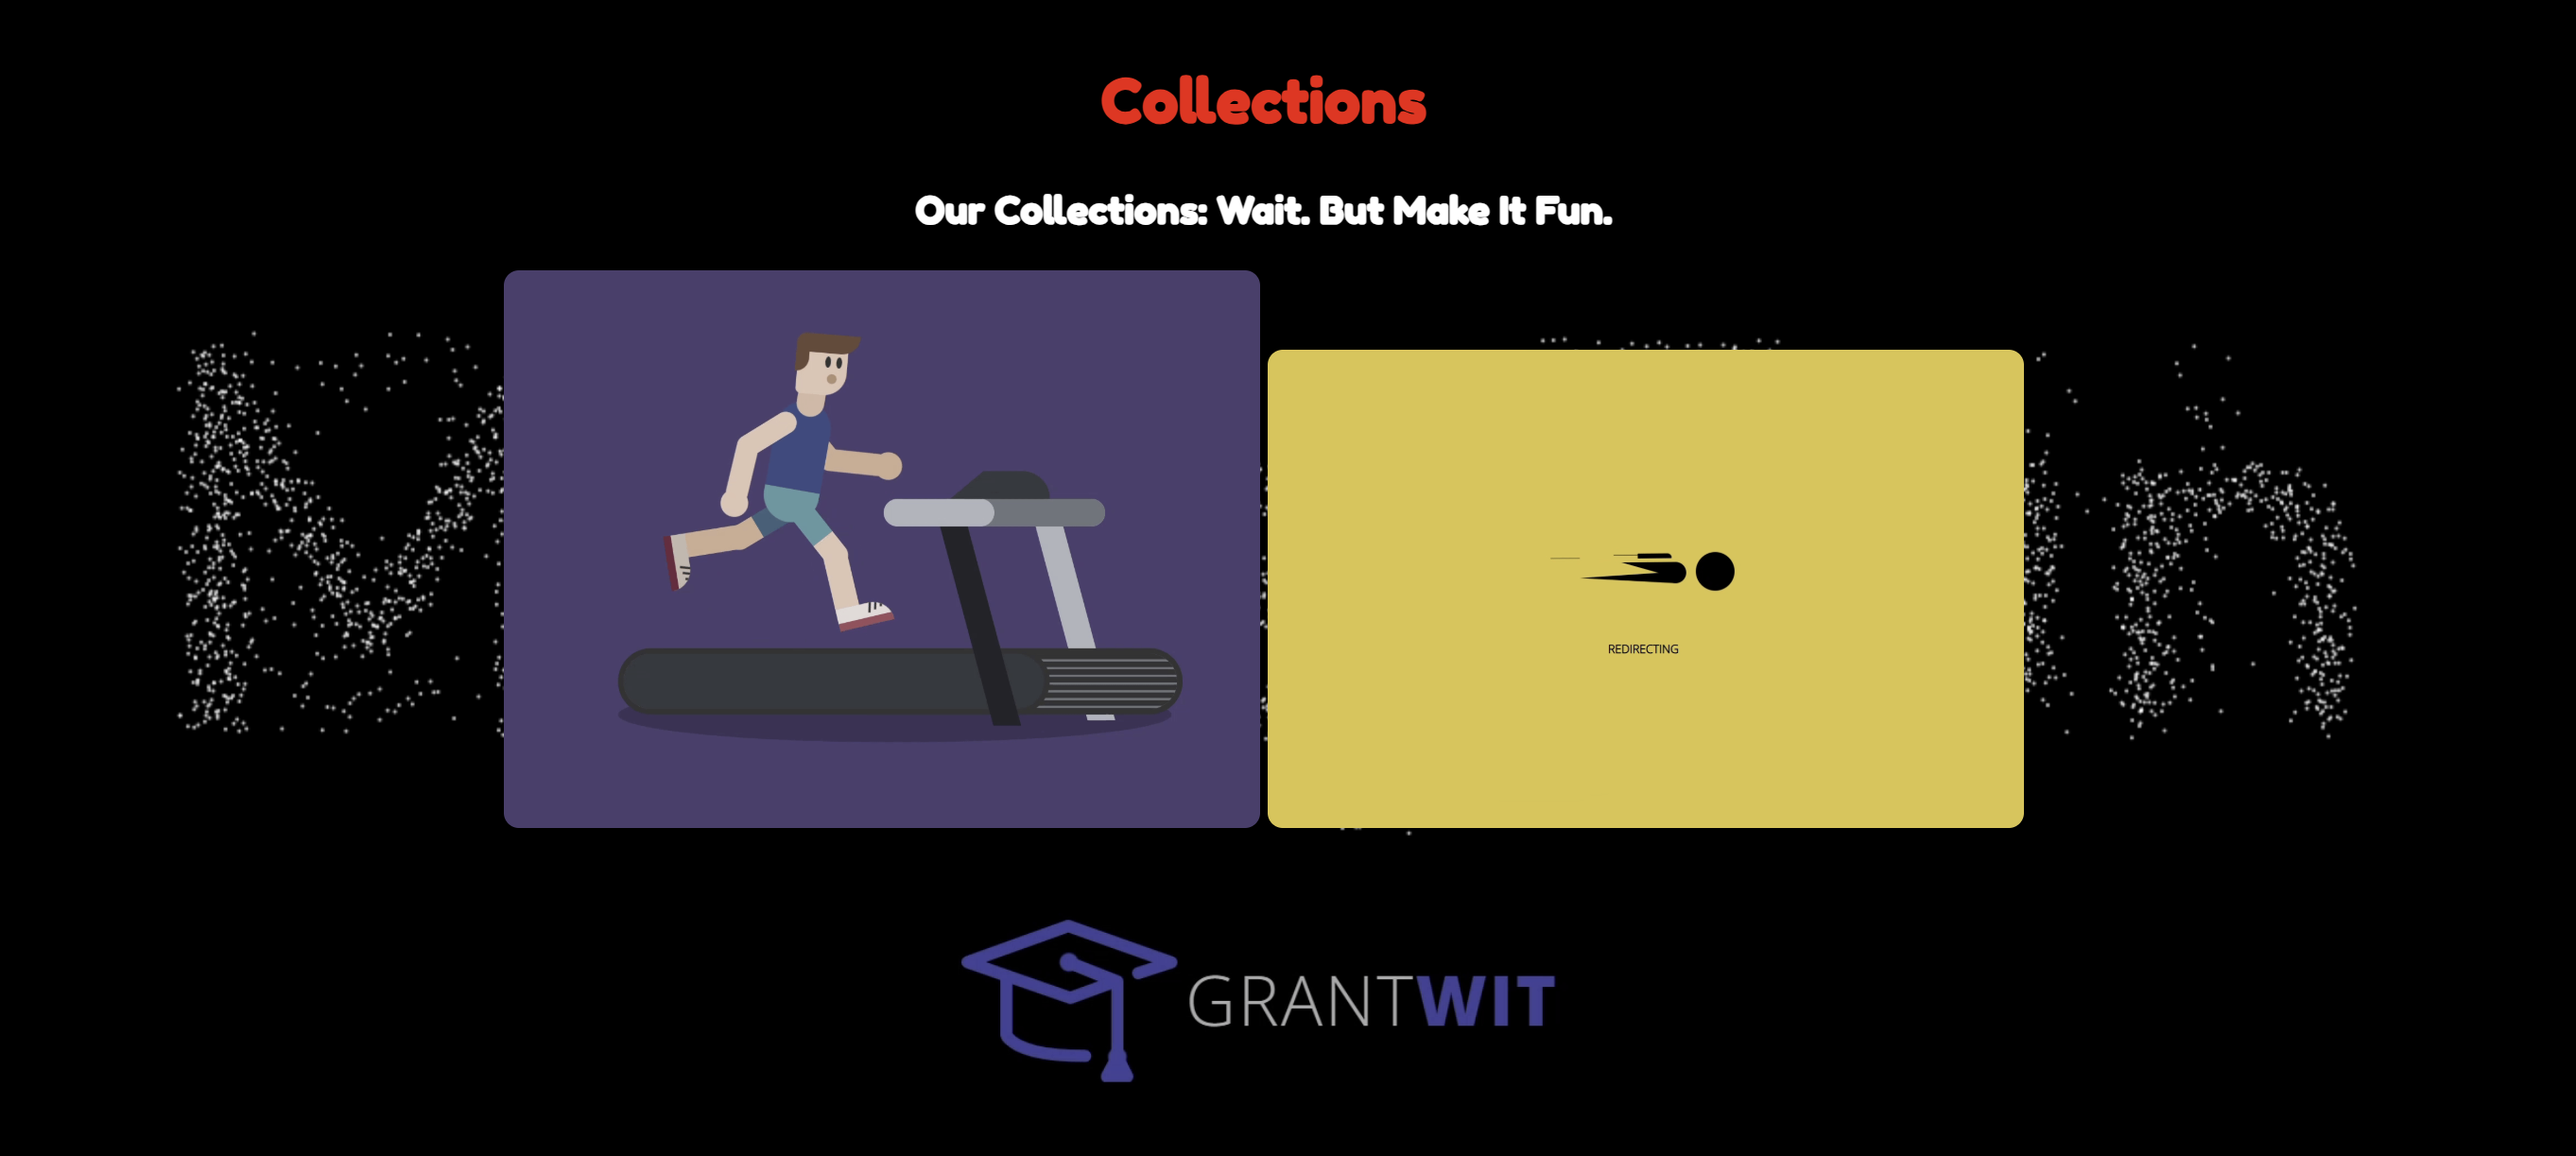 Collections
Our Collections: Wait. But Make It Fun.
REDIRECTING
GRANTWIT